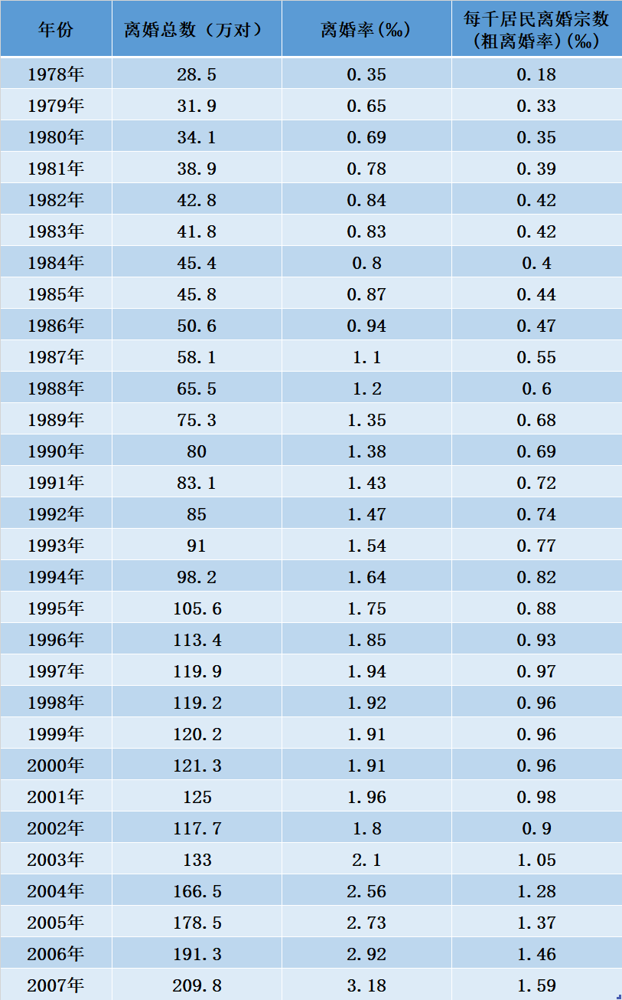 年份 离婚总数（万对） 离婚率(‰) 每千居民离婚宗数
(粗离婚率)(‰)
1978年 28.5 0.35 0.18
1979年 31.9 0.65 0.33
1980年 34.1 0.69 0.35
1981年 38.9 0.78 0.39
1982年 42.8 0.84 0.42
1983年 41.8 0.83 0.42
1984年 45.4 0.8 0.4
1985年 45.8 0.87 0.44
1986年 50.6 0.94 0.47
1987年 58.1 1.1 0.55
1988年 65.5 1.2 0.6
1989年 75.3 1.35 0.68
1990年 80 1.38 0.69
1991年 83.1 1.43 0.72
1992年 85 1.47 0.74
1993年 91 1.54 0.77
1994年 98.2 1.64 0.82
1995年 105.6 1.75 0.88
1996年 113.4 1.85 0.93
1997年 119.9 1.94 0.97
1998年 119.2 1.92 0.96
1999年 120.2 1.91 0.96
2000年 121.3 1.91 0.96
2001年 125 1.96 0.98
2002年 117.7 1.8 0.9
2003年 133 2.1 1.05
2004年 166.5 2.56 1.28
2005年 178.5 2.73 1.37
2006年 191.3 2.92 1.46
2007年 209.8 3.18 1.59